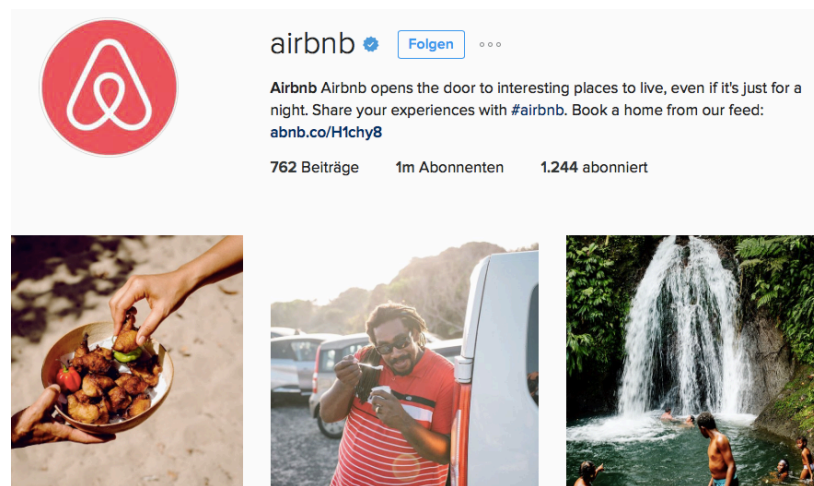 airbnb Folgen
Airbnb Airbnb opens the door to interesting places to live, even if it's just for a
night. Share your experiences with #airbnb. Book a home from our feed:
abnb.co/H1chy8
762 Beiträge 1m Abonnenten 1.244 abonniert